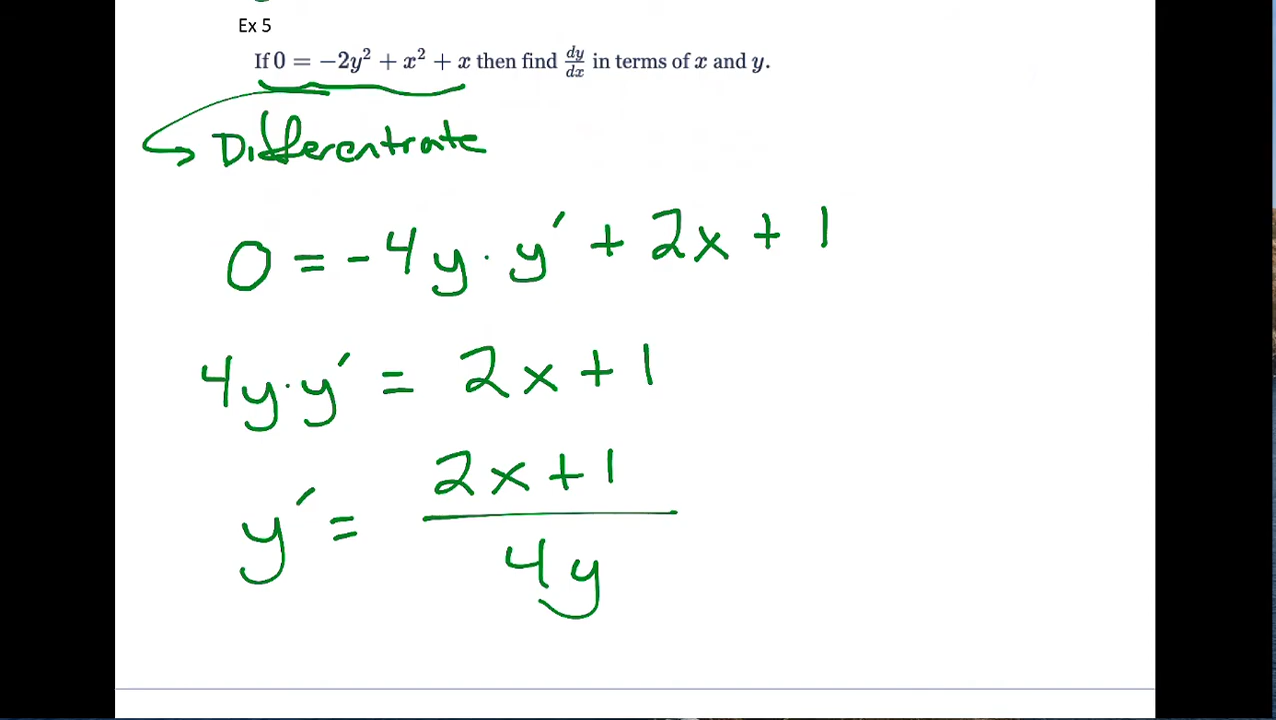 Ex 5
If 0 = −2y² + x² + x then find dy/dx in terms of x and y.
Differentrate
0 = -4y · y′ + 2x + 1
4y · y′ = 2x + 1
y′ = (2x + 1)/(4y)